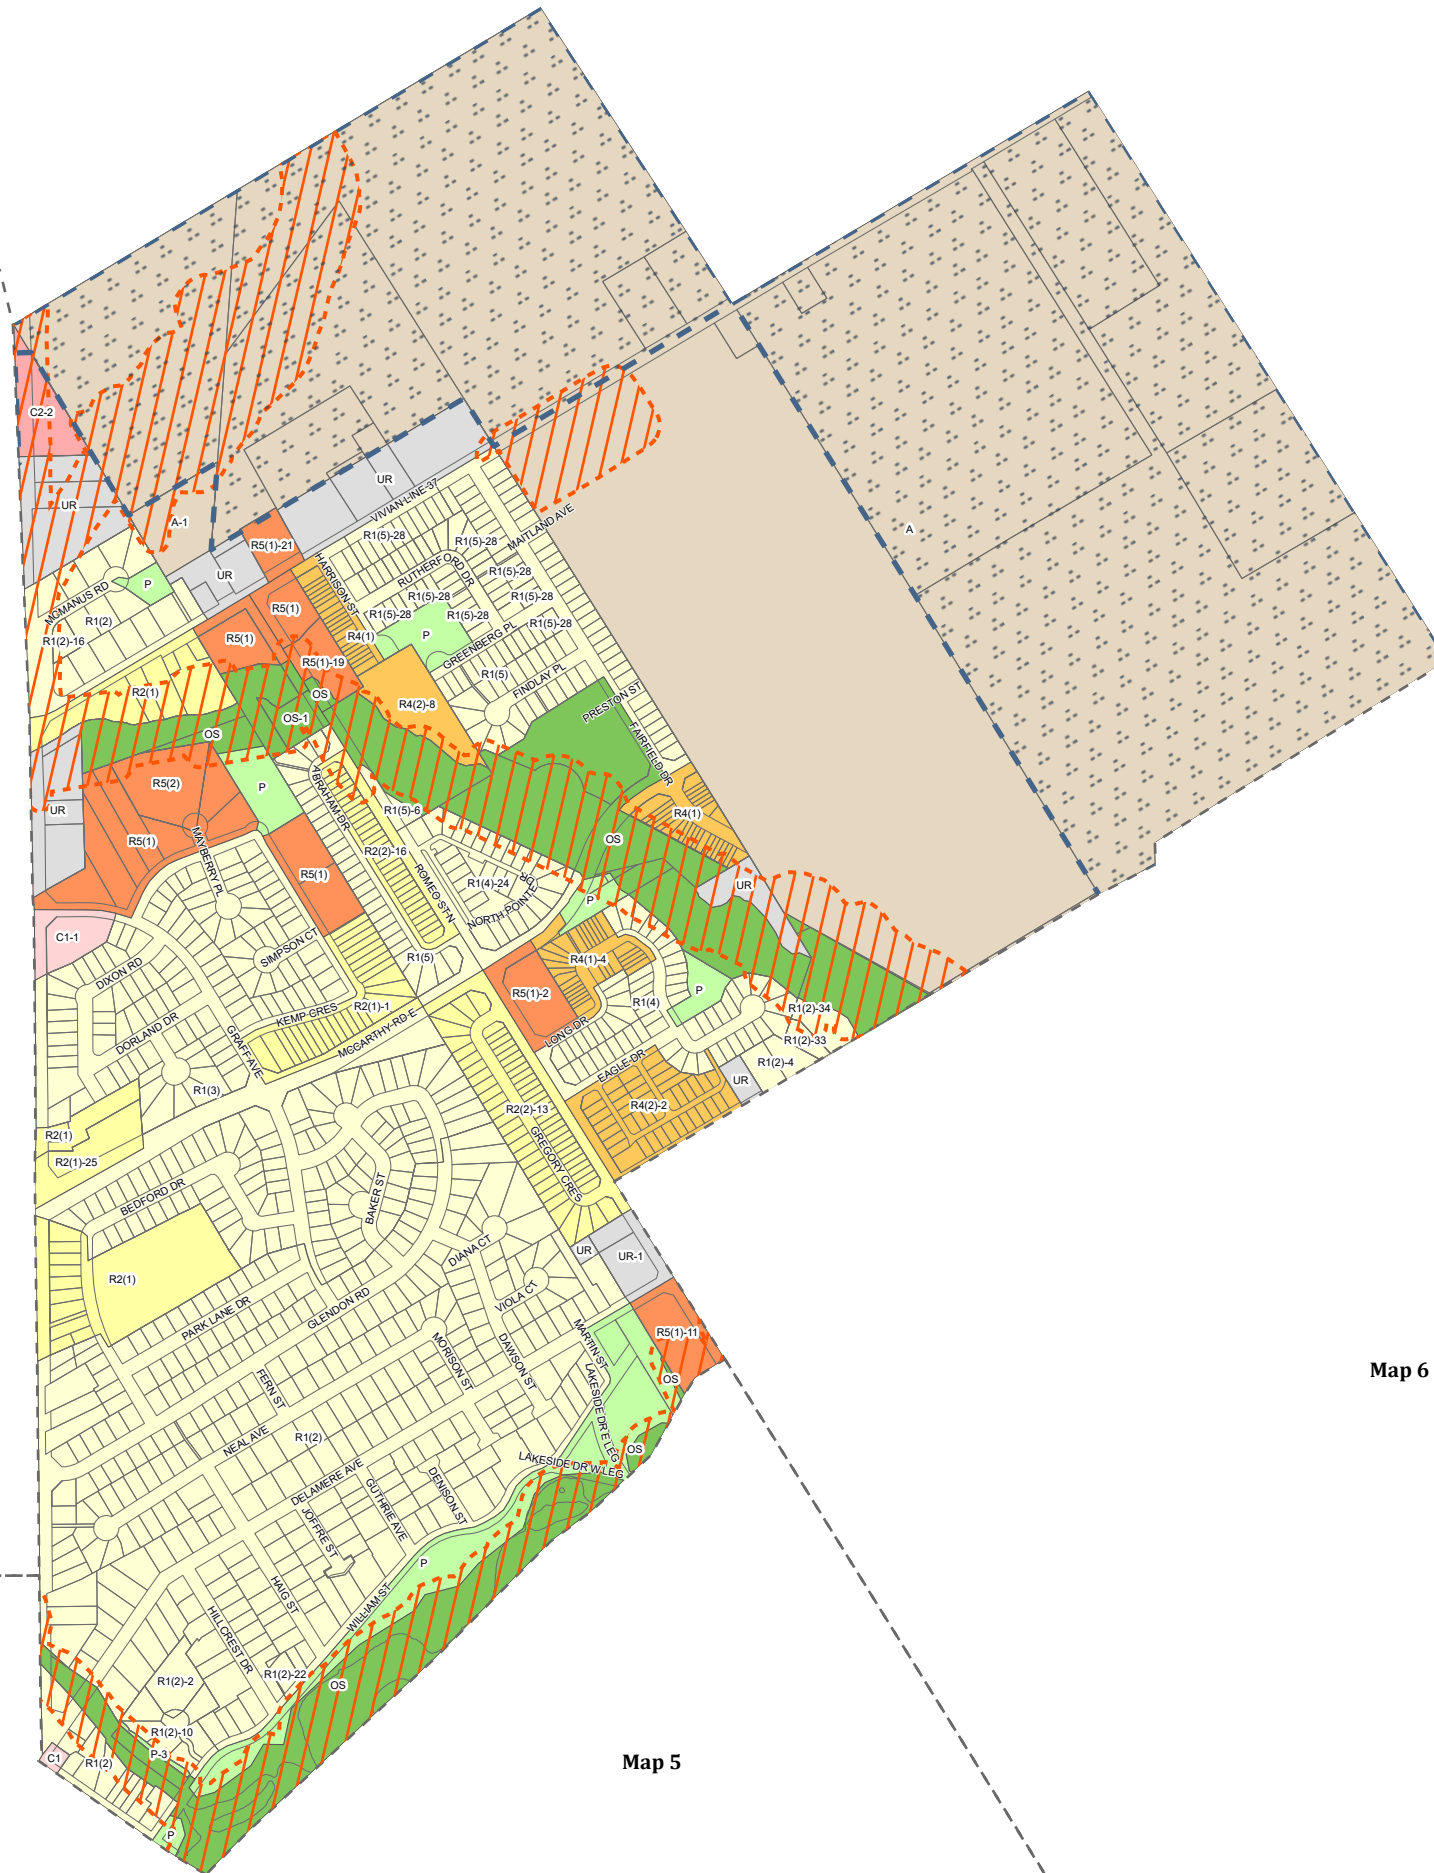 C2-2
UR
VIVIAN-LINE-37
UR
A-1
R5(1)-21
R1(5)-28
R1(5)-28
MAITLAND AVE
A
HARRISON ST
RUTHERFORD DR
R1(5)-28
UR
P
MCMANUS RD
R1(5)-28
R1(5)-28
R5(1)
R1(5)-28
R1(5)-28
R1(2)
R1(5)-28
R1(2)-16
R5(1)
R4(1)
P
GREENBERG PL
R5(1)-19
R1(5)
FINDLAY PL
R2(1)
OS
R4(2)-8
PRESTON ST
OS-1
OS
FAIRFIELD DR
R5(2)
P
ABRAHAM-DR
R1(5)-6
UR
R4(1)
R5(1)
MAYBERRY PL
OS
R2(2)-16
R5(1)
ROMEO-ST-N
R1(4)-24
DR
UR
NORTH-POINTE
P
C1-1
SIMPSON CT
R1(5)
R4(1)-4
DIXON RD
R5(1)-2
P
R1(4)
KEMP-CRES
R2(1)-1
R1(2)-34
DORLAND DR
GRAFF-AVE
MCCARTHY-RD-E
LONG DR
R1(2)-33
EAGLE-DR
R1(2)-4
R1(3)
UR
R2(2)-13
R4(2)-2
R2(1)
R2(1)-25
GREGORY CRES
BEDFORD DR
BAKER ST
DIANA CT
UR
UR-1
R2(1)
VIOLA CT
PARK LANE DR
GLENDON RD
MARTIN-ST
R5(1)-11
MORISON ST
DAWSON ST
Map 6
FERN ST
LAKESIDE DR E LEG
OS
NEAL AVE
R1(2)
OS
DELAMERE AVE
LAKESIDE DR W LEG
GUTHRIE AVE
DENISON ST
JOFFRE ST
P
HAIG ST
WILLIAM-ST
HILLCREST DR
R1(2)-2
R1(2)-22
OS
R1(2)-10
P-3
C1
R1(2)
Map 5
P